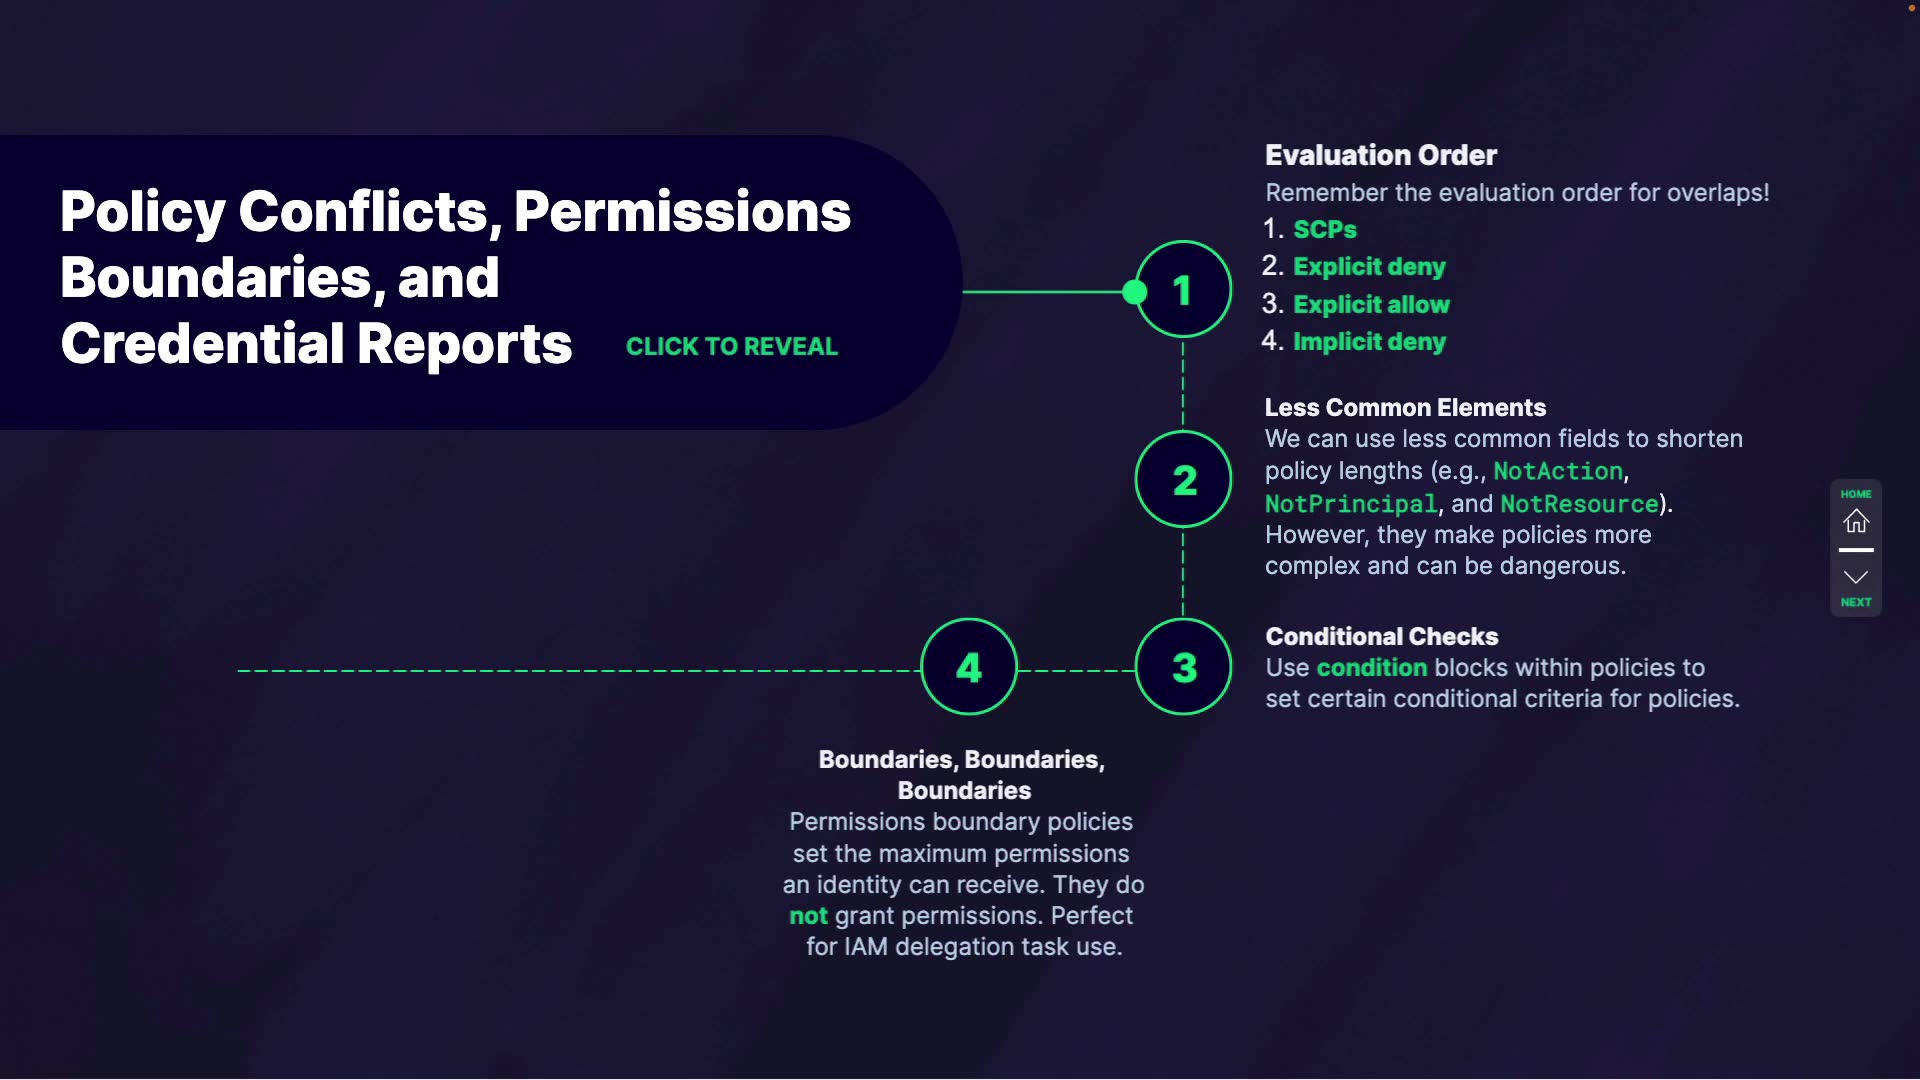 Policy Conflicts, Permissions
Boundaries, and
Credential Reports
CLICK TO REVEAL
1
Evaluation Order
Remember the evaluation order for overlaps!
1. SCPs
2. Explicit deny
3. Explicit allow
4. Implicit deny
2
Less Common Elements
We can use less common fields to shorten
policy lengths (e.g., NotAction,
NotPrincipal, and NotResource).
However, they make policies more
complex and can be dangerous.
3
Conditional Checks
Use condition blocks within policies to
set certain conditional criteria for policies.
4
Boundaries, Boundaries,
Boundaries
Permissions boundary policies
set the maximum permissions
an identity can receive. They do
not grant permissions. Perfect
for IAM delegation task use.
HOME
NEXT